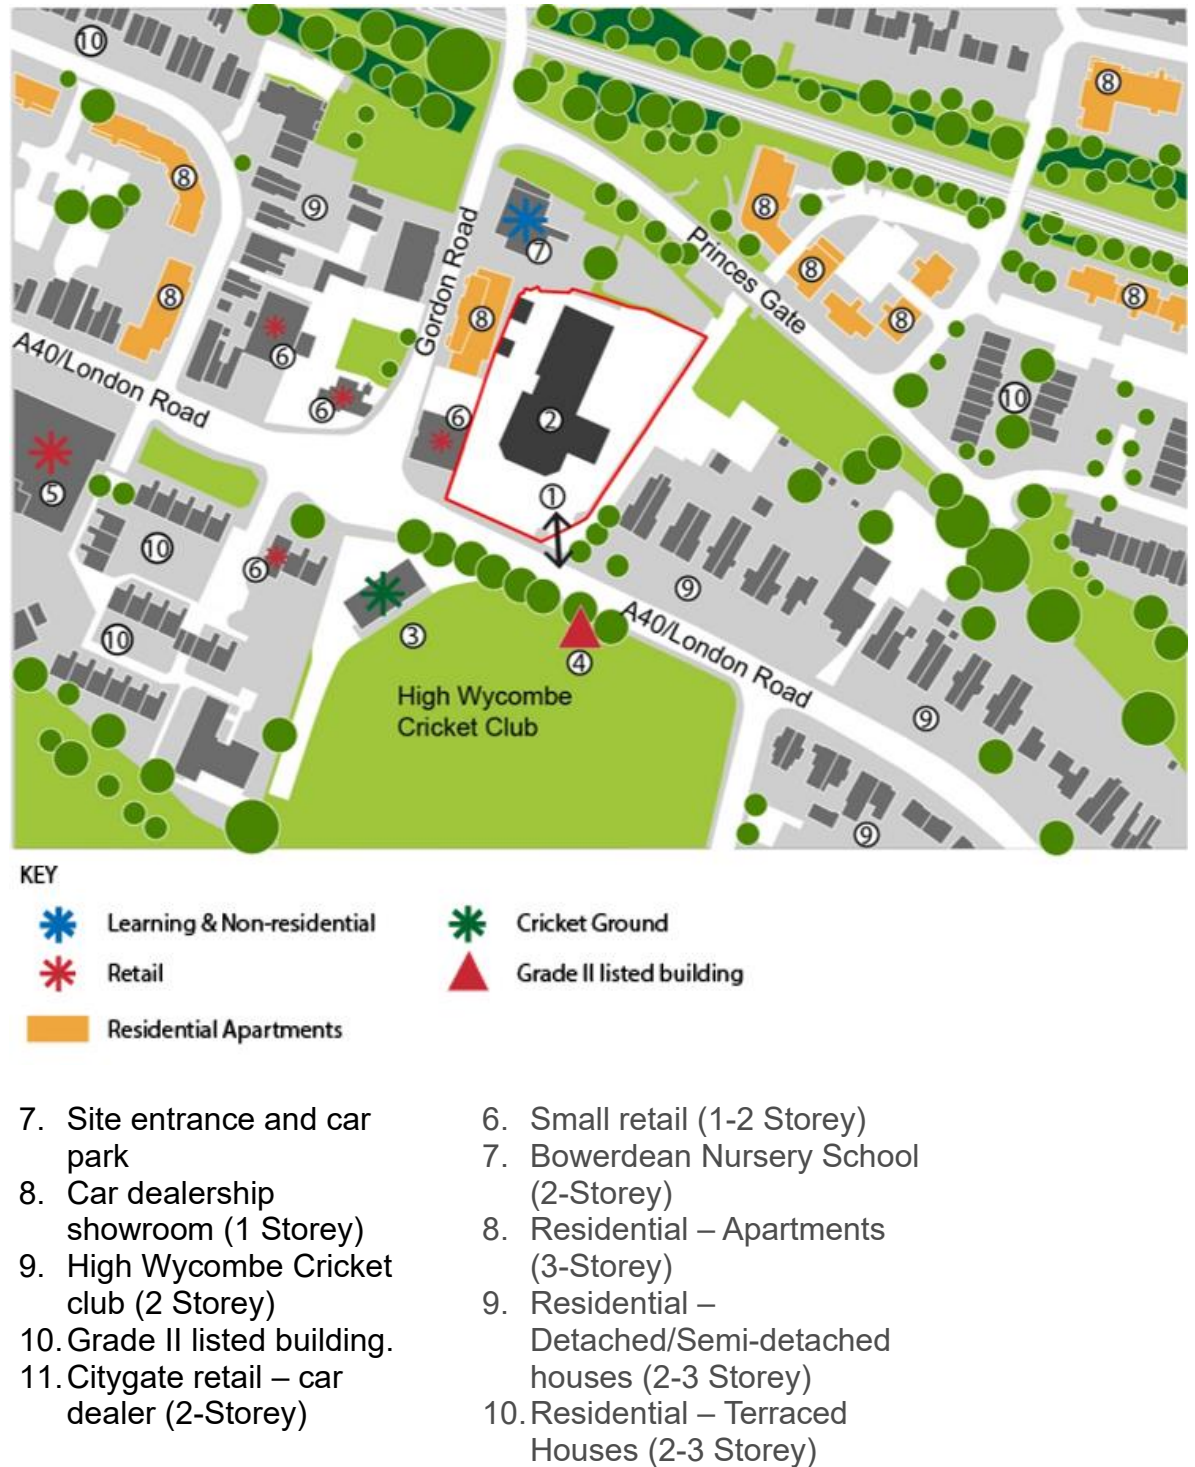 10
8
8
9
7
8
8
8
8
8
8
10
Gordon Road
Princes Gate
A40/London Road
6
6
6
2
5
1
10
6
9
3
10
4
A40/London Road
High Wycombe
Cricket Club
9
9
KEY
Learning & Non-residential
Cricket Ground
Retail
Grade II listed building
Residential Apartments
7. Site entrance and car
park
8. Car dealership
showroom (1 Storey)
9. High Wycombe Cricket
club (2 Storey)
10. Grade II listed building.
11. Citygate retail – car
dealer (2-Storey)
6. Small retail (1-2 Storey)
7. Bowerdean Nursery School
(2-Storey)
8. Residential – Apartments
(3-Storey)
9. Residential –
Detached/Semi-detached
houses (2-3 Storey)
10. Residential – Terraced
Houses (2-3 Storey)